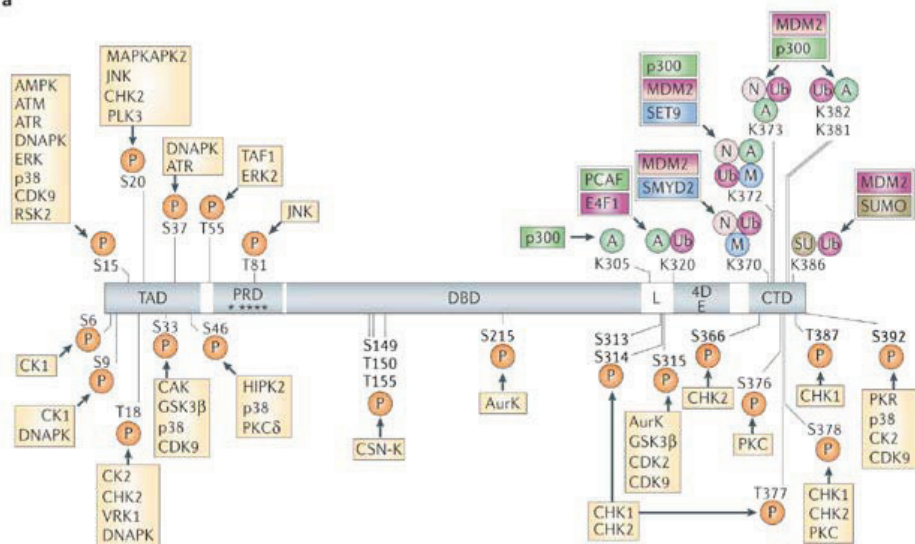 a
MAPKAPK2
JNK
CHK2
PLK3
AMPK
ATM
ATR
DNAPK
ERK
p38
CDK9
RSK2
P
S15
P
S20
DNAPK
ATR
P
S37
TAF1
ERK2
P
T55
JNK
P
T81
p300
A
K305
PCAF
E4F1
A Ub
K320
p300
MDM2
SET9
N A
Ub M
K372
MDM2
SMYD2
N Ub
M
K370
MDM2
p300
N Ub
A
K373
Ub A
K382
K381
MDM2
SUMO
SU Ub
K386
TAD
PRD
* ****
DBD
L
4D
E
CTD
S6
P
CK1
S9
P
CK1
DNAPK
T18
P
CK2
CHK2
VRK1
DNAPK
S33
P
CAK
GSK3β
p38
CDK9
S46
P
HIPK2
p38
PKCδ
S149
T150
T155
P
CSN-K
S215
P
AurK
S313
S314
P
CHK1
CHK2
S315
P
AurK
GSK3β
CDK2
CDK9
S366
P
CHK2
S376
P
PKC
T377
P
S378
P
CHK1
CHK2
PKC
T387
P
CHK1
S392
P
PKR
p38
CK2
CDK9